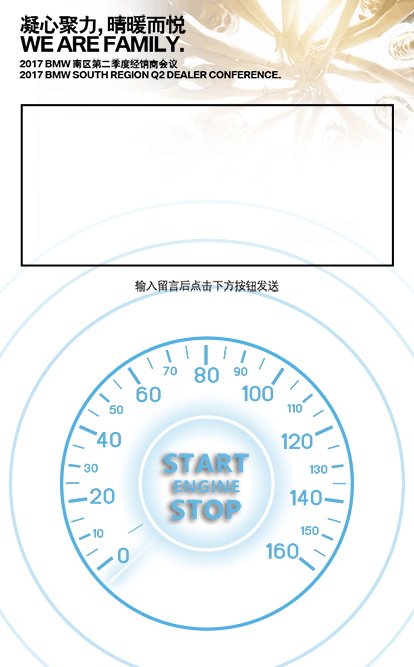 凝心聚力，晴暖而悦
WE ARE FAMILY.
2017 BMW 南区第二季度经销商会议
2017 BMW SOUTH REGION Q2 DEALER CONFERENCE.
输入留言后点击下方按钮发送
80
70
90
60
100
50
110
40
120
30
130
20
140
10
150
0
160
START
ENGINE
STOP